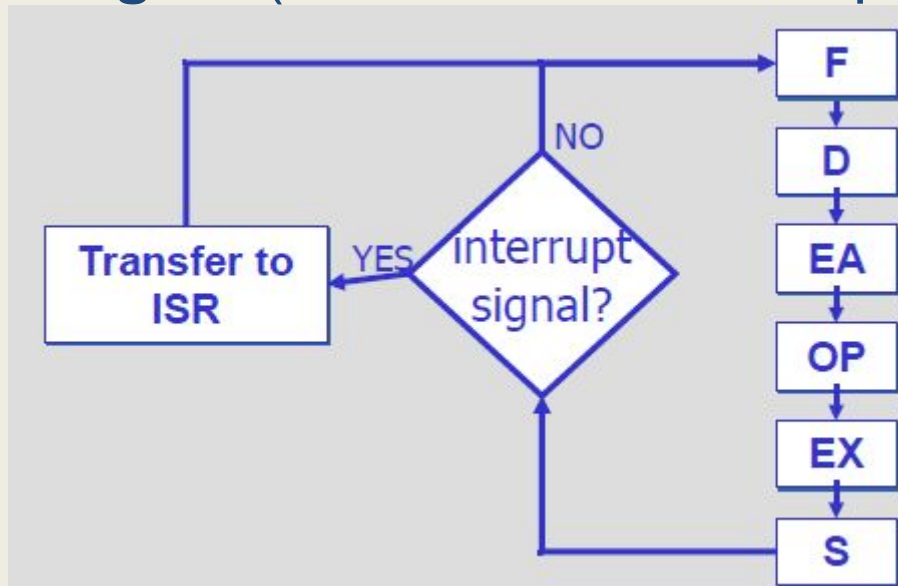 F
NO
D
Transfer to
ISR
YES
interrupt
signal?
EA
OP
EX
S